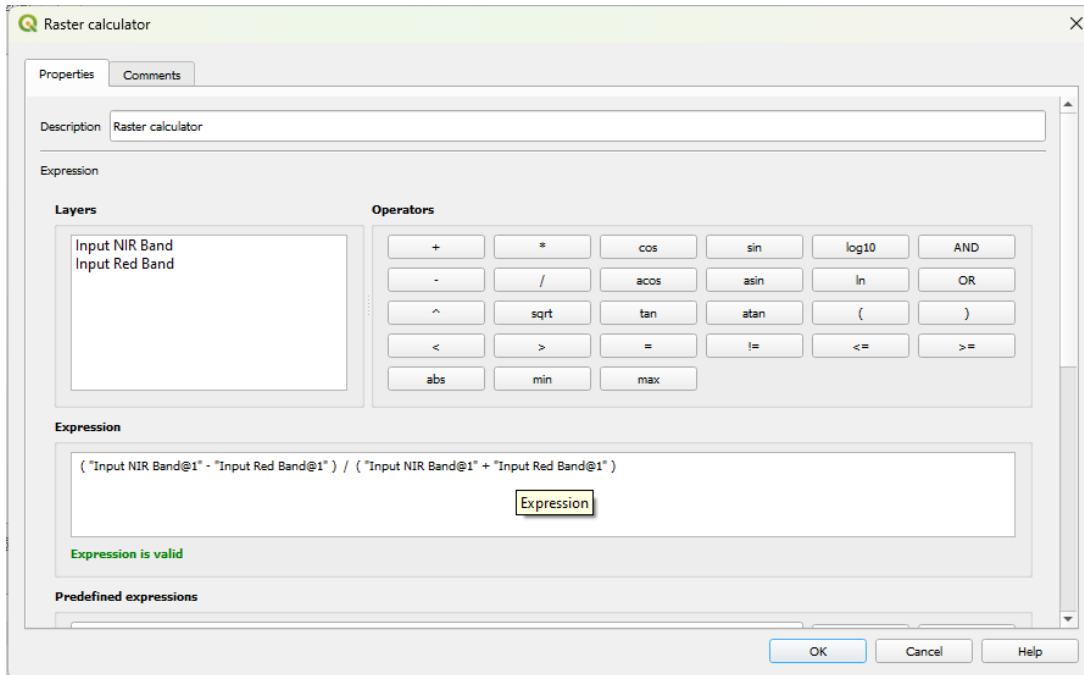 Raster calculator
Properties Comments
Description Raster calculator
Expression
Layers Operators
Input NIR Band
Input Red Band
+ * cos sin log10 AND
- / acos asin ln OR
^ sqrt tan atan ( )
< > = != <= >=
abs min max
Expression
( "Input NIR Band@1" - "Input Red Band@1" ) / ( "Input NIR Band@1" + "Input Red Band@1" )
Expression
Expression is valid
Predefined expressions
OK Cancel Help